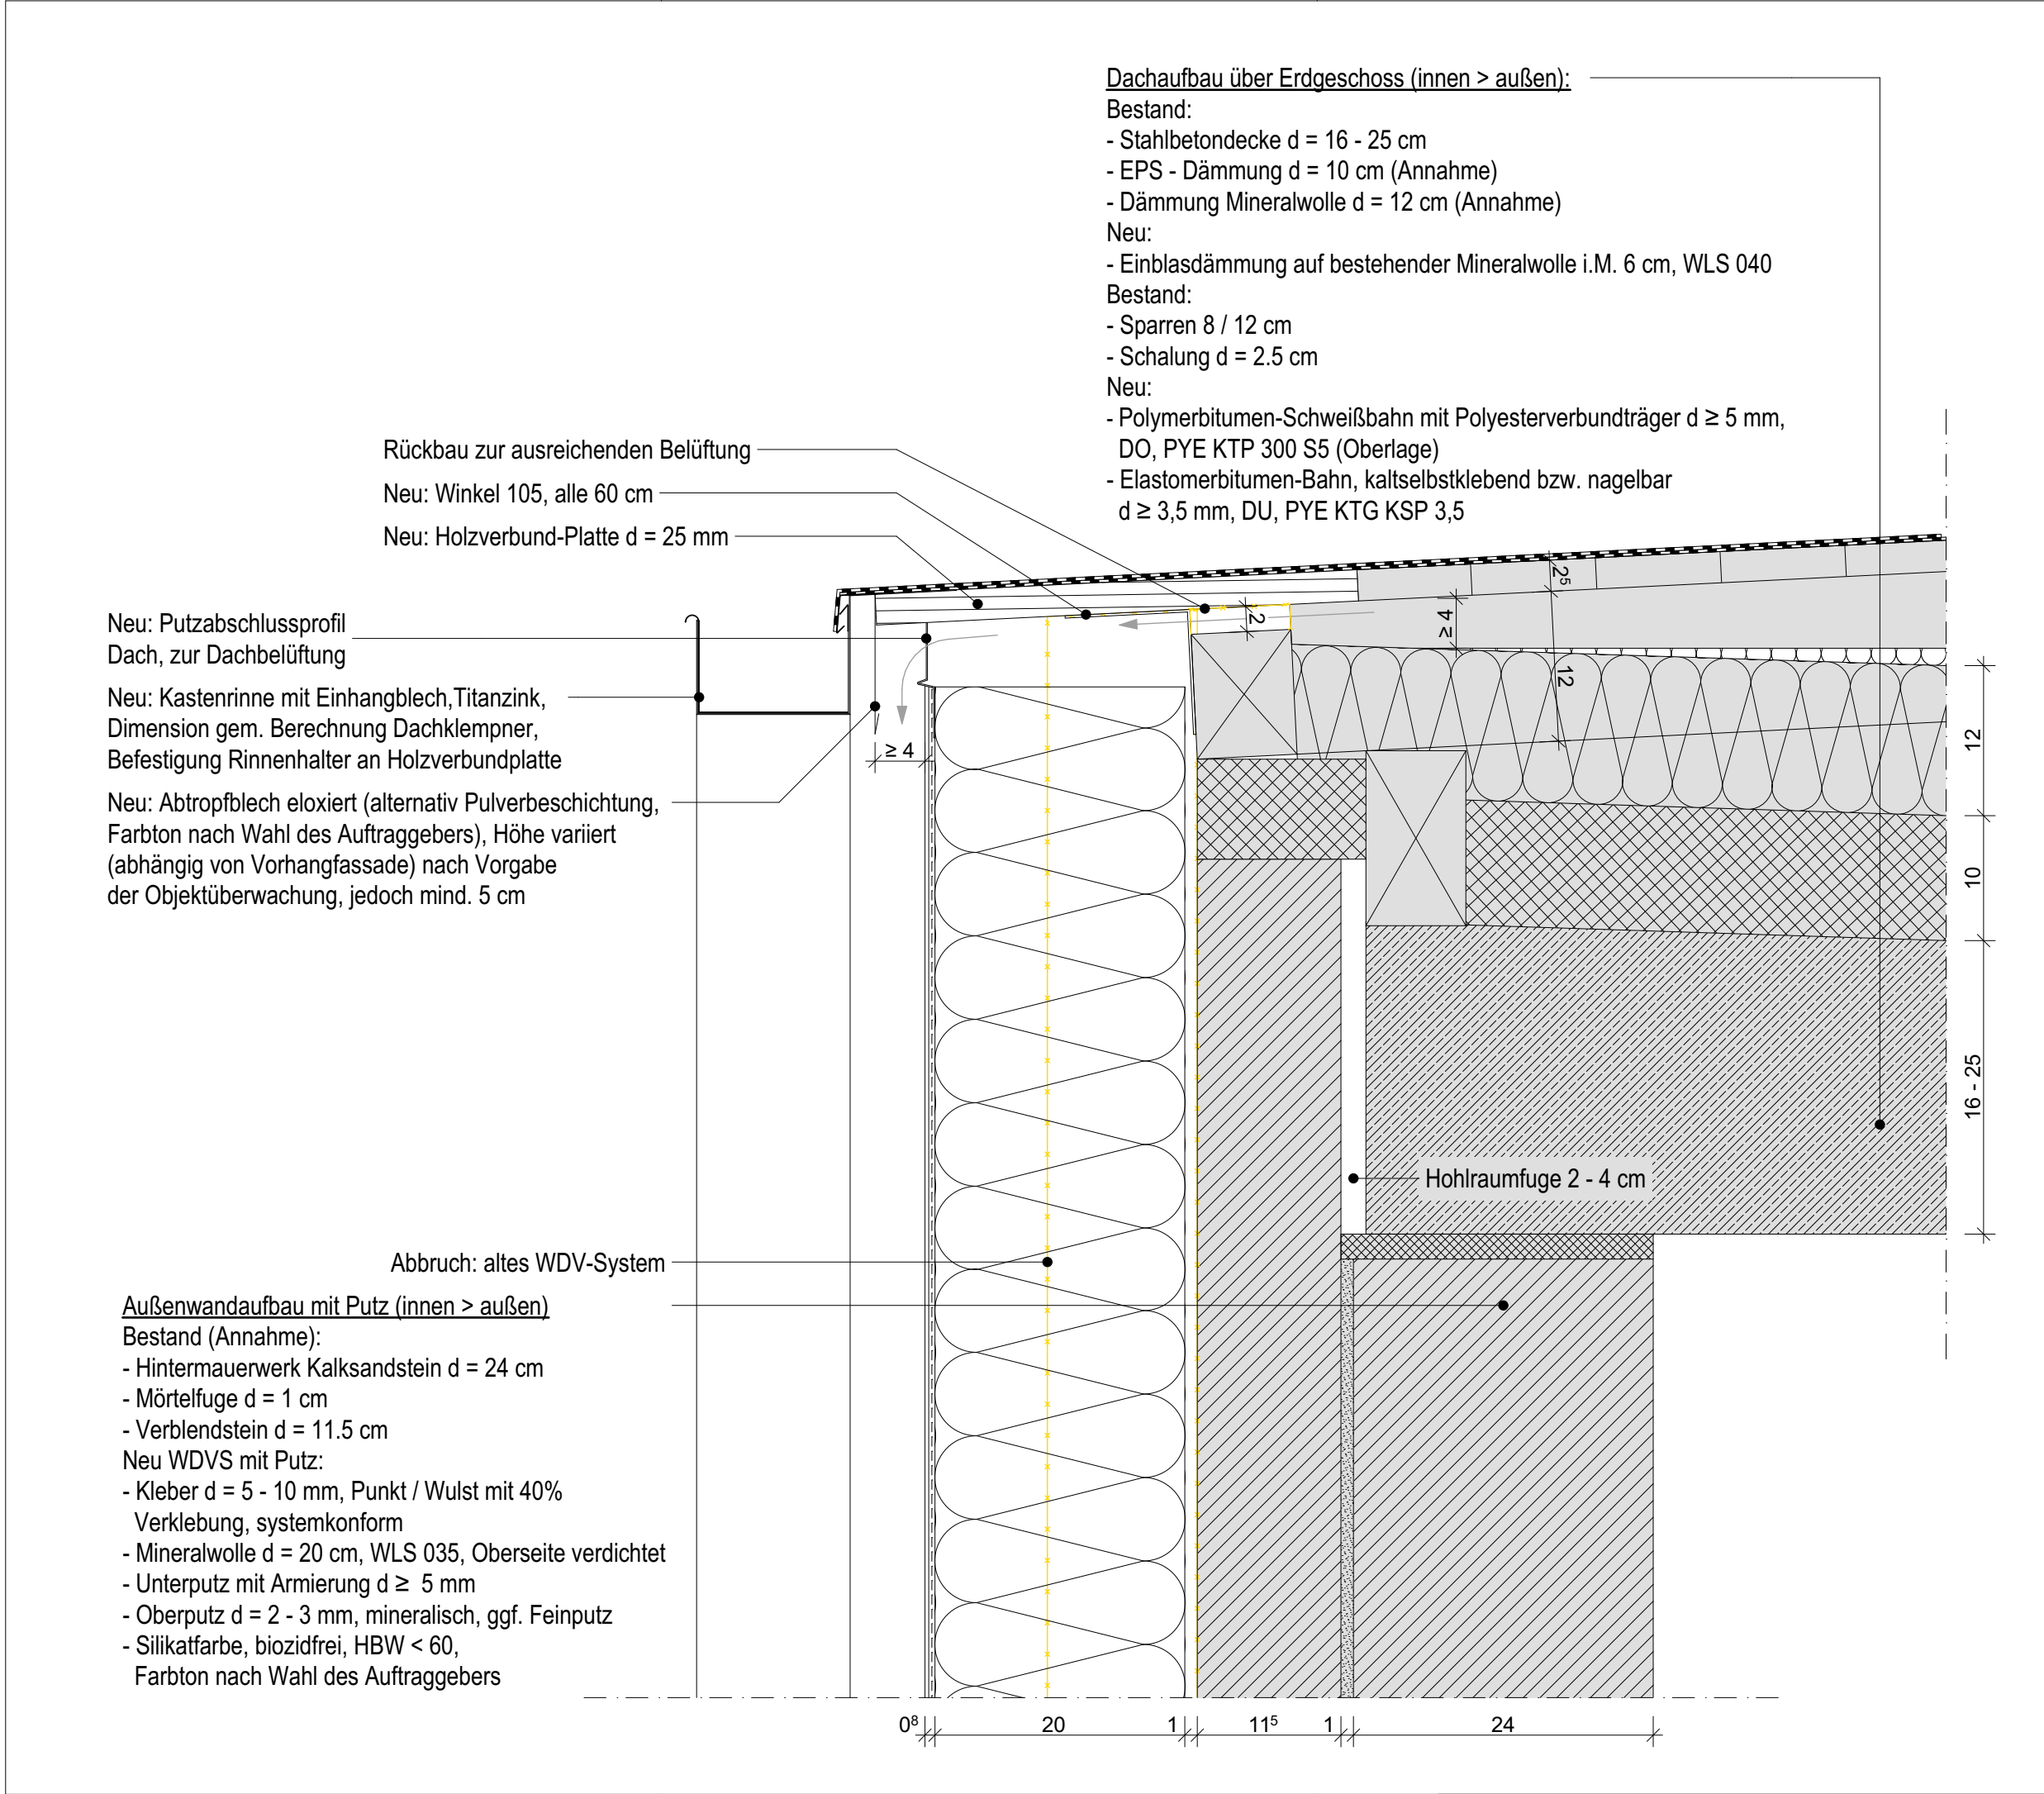 Dachaufbau über Erdgeschoss (innen > außen):
Bestand:
- Stahlbetondecke d = 16 - 25 cm
- EPS - Dämmung d = 10 cm (Annahme)
- Dämmung Mineralwolle d = 12 cm (Annahme)
Neu:
- Einblasdämmung auf bestehender Mineralwolle i.M. 6 cm, WLS 040
Bestand:
- Sparren 8 / 12 cm
- Schalung d = 2.5 cm
Neu:
- Polymerbitumen-Schweißbahn mit Polyesterverbundträger d ≥ 5 mm,
DO, PYE KTP 300 S5 (Oberlage)
- Elastomerbitumen-Bahn, kaltselbstklebend bzw. nagelbar
d ≥ 3,5 mm, DU, PYE KTG KSP 3,5
Rückbau zur ausreichenden Belüftung
Neu: Winkel 105, alle 60 cm
Neu: Holzverbund-Platte d = 25 mm
Neu: Putzabschlussprofil
Dach, zur Dachbelüftung
Neu: Kastenrinne mit Einhangblech,Titanzink,
Dimension gem. Berechnung Dachklempner,
Befestigung Rinnenhalter an Holzverbundplatte
Neu: Abtropfblech eloxiert (alternativ Pulverbeschichtung,
Farbton nach Wahl des Auftraggebers), Höhe variiert
(abhängig von Vorhangfassade) nach Vorgabe
der Objektüberwachung, jedoch mind. 5 cm
2⁵
≥ 4
2
12
≥ 4
12
10
16 - 25
Hohlraumfuge 2 - 4 cm
Abbruch: altes WDV-System
Außenwandaufbau mit Putz (innen > außen)
Bestand (Annahme):
- Hintermauerwerk Kalksandstein d = 24 cm
- Mörtelfuge d = 1 cm
- Verblendstein d = 11.5 cm
Neu WDVS mit Putz:
- Kleber d = 5 - 10 mm, Punkt / Wulst mit 40%
Verklebung, systemkonform
- Mineralwolle d = 20 cm, WLS 035, Oberseite verdichtet
- Unterputz mit Armierung d ≥ 5 mm
- Oberputz d = 2 - 3 mm, mineralisch, ggf. Feinputz
- Silikatfarbe, biozidfrei, HBW < 60,
Farbton nach Wahl des Auftraggebers
0⁸ 20 1 11⁵ 1 24